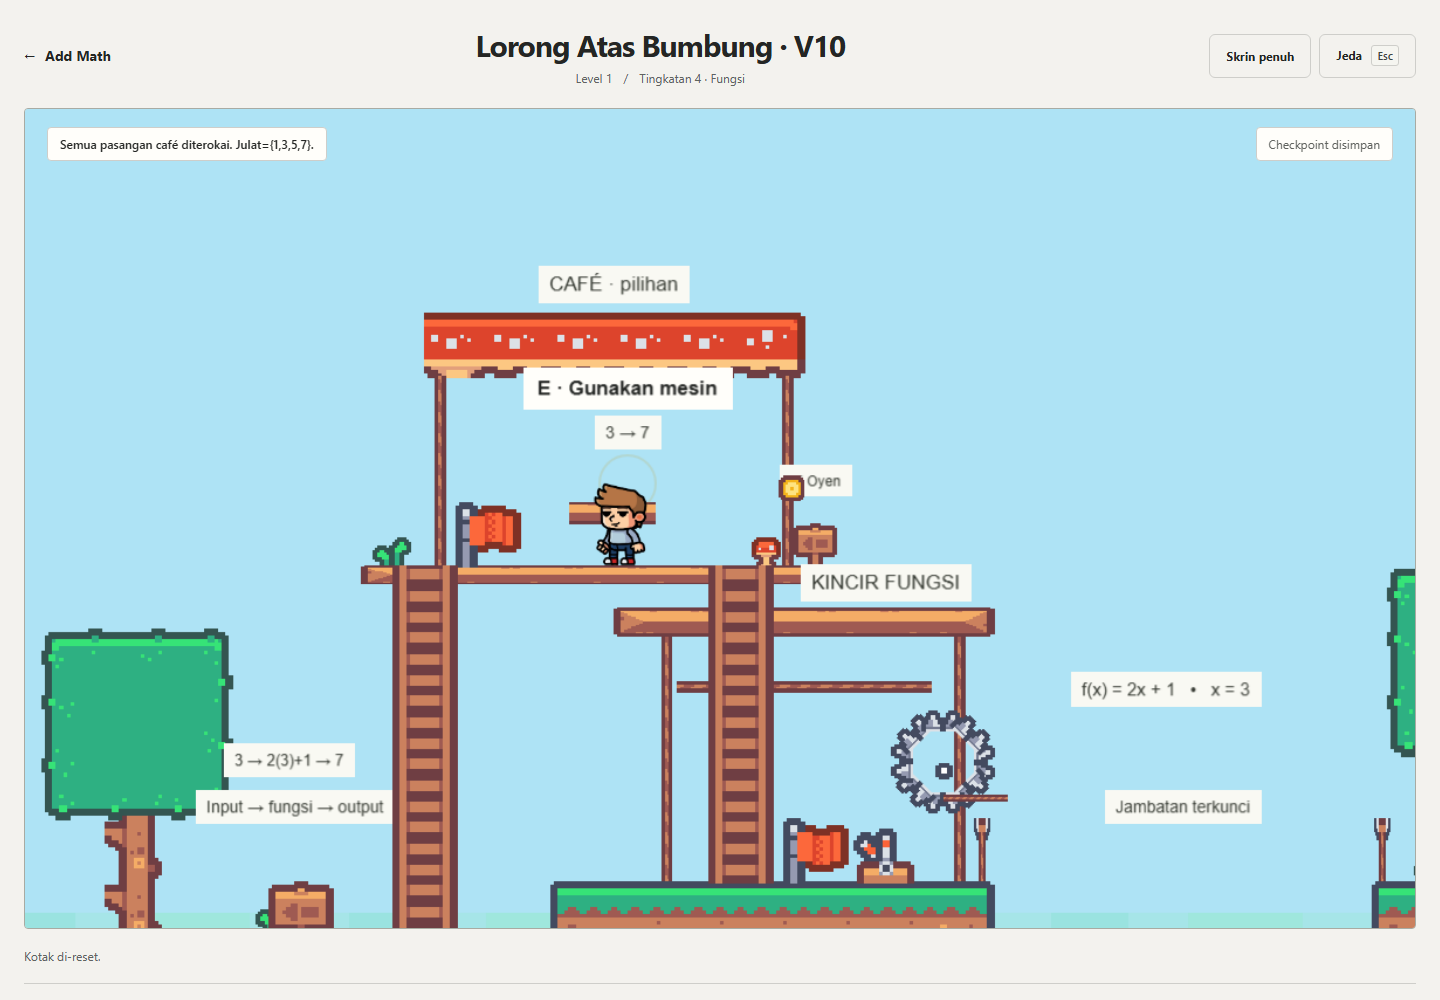 ← Add Math
Lorong Atas Bumbung · V10
Level 1 / Tingkatan 4 · Fungsi
Skrin penuh
Jeda Esc
Semua pasangan café diterokai. Julat={1,3,5,7}.
Checkpoint disimpan
CAFÉ · pilihan
E · Gunakan mesin
3 → 7
Oyen
KINCIR FUNGSI
f(x) = 2x + 1 • x = 3
3 → 2(3)+1 → 7
Input → fungsi → output
Jambatan terkunci
Kotak di-reset.